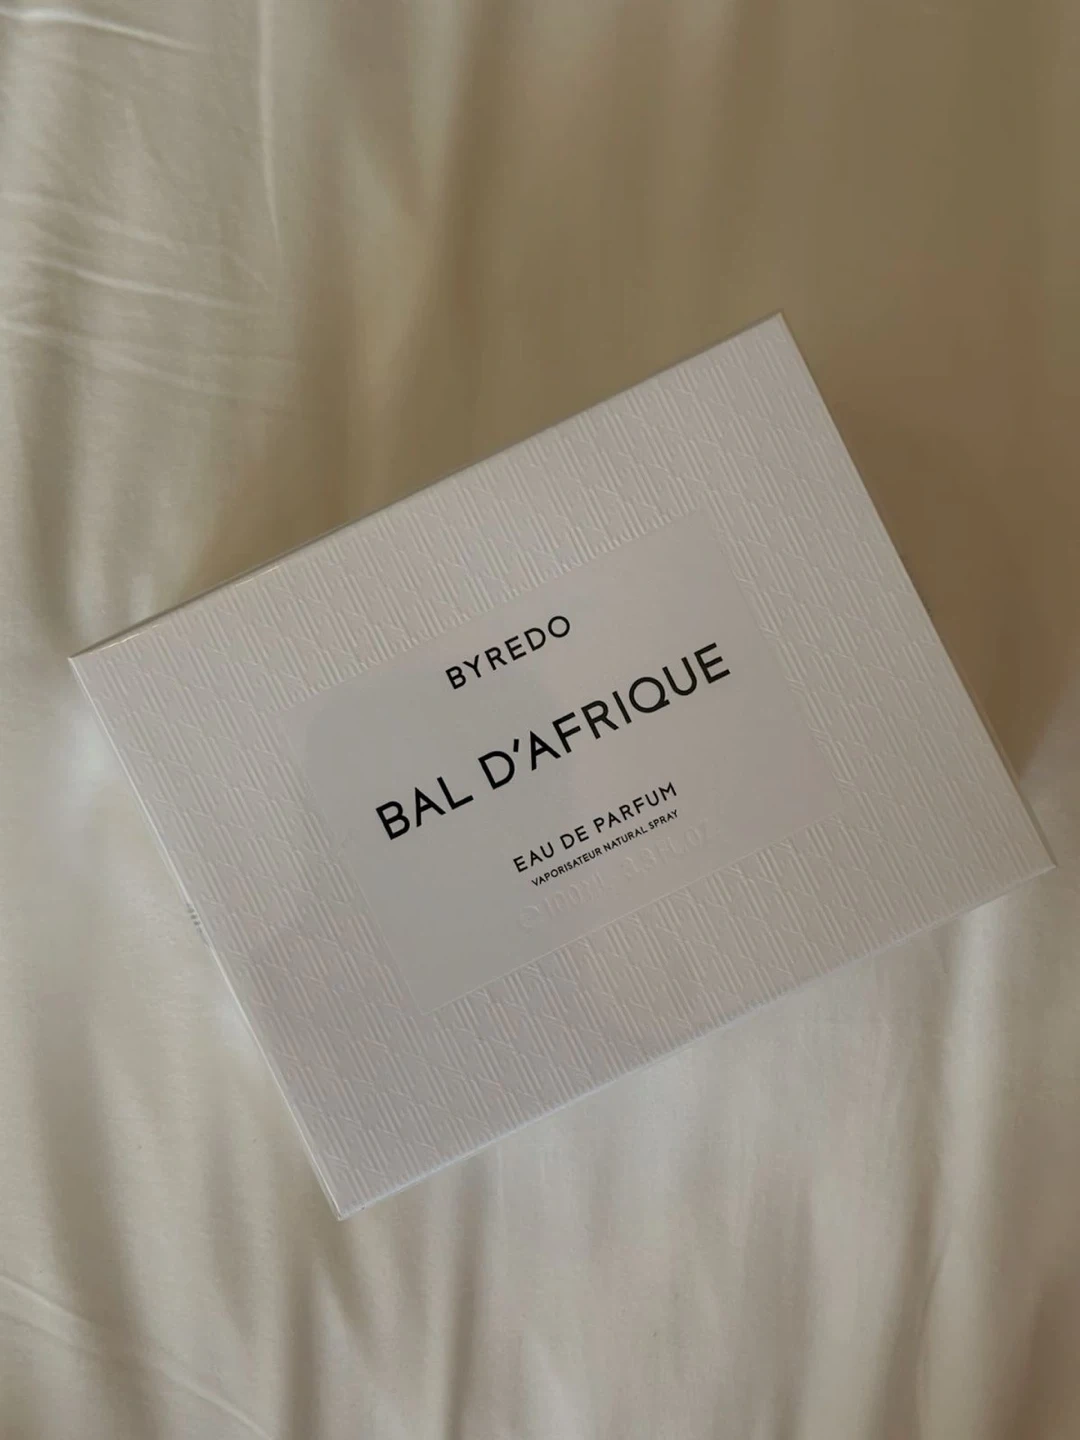 BYREDO
BAL D'AFRIQUE
EAU DE PARFUM
VAPORISATEUR NATURAL SPRAY